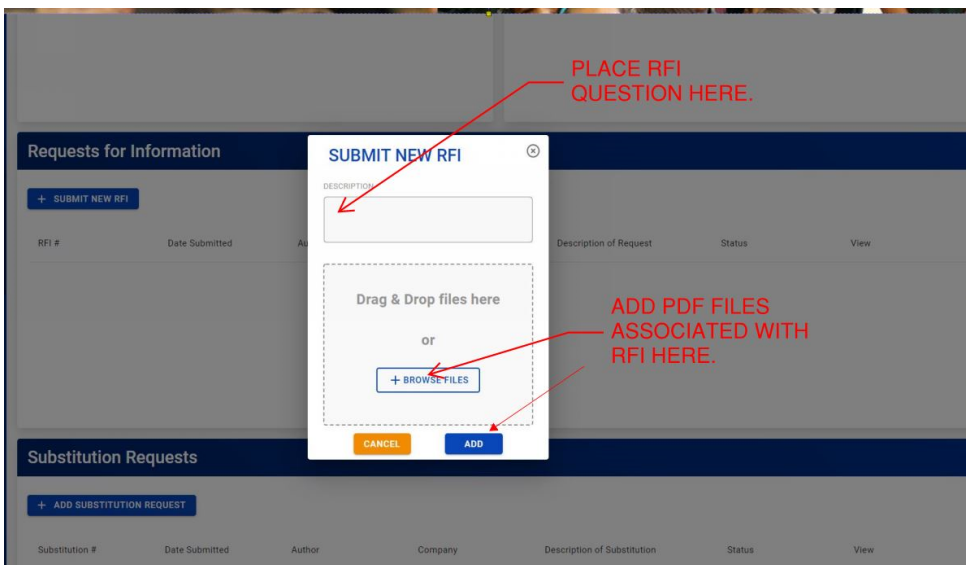 PLACE RFI
QUESTION HERE.
Requests for Information
SUBMIT NEW RFI
+ SUBMIT NEW RFI
DESCRIPTION
RFI #
Date Submitted
Au
Description of Request
Status
View
Drag & Drop files here
or
+ BROWSE FILES
ADD PDF FILES
ASSOCIATED WITH
RFI HERE.
CANCEL
ADD
Substitution Requests
+ ADD SUBSTITUTION REQUEST
Substitution #
Date Submitted
Author
Company
Description of Substitution
Status
View